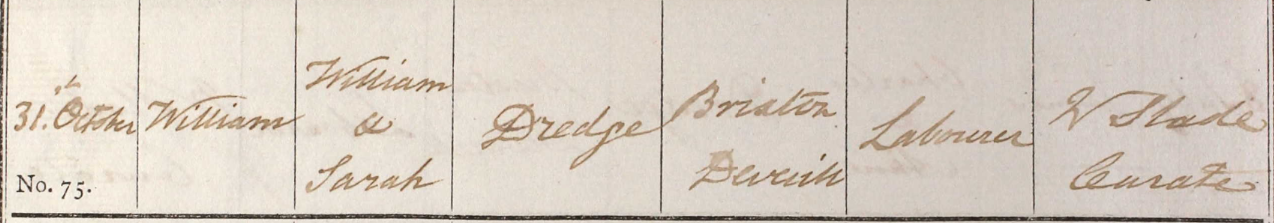 31st October
No. 75.
William
William
&
Sarah
Dredge
Brixton
Deverill
Labourer
W Slade
Curate